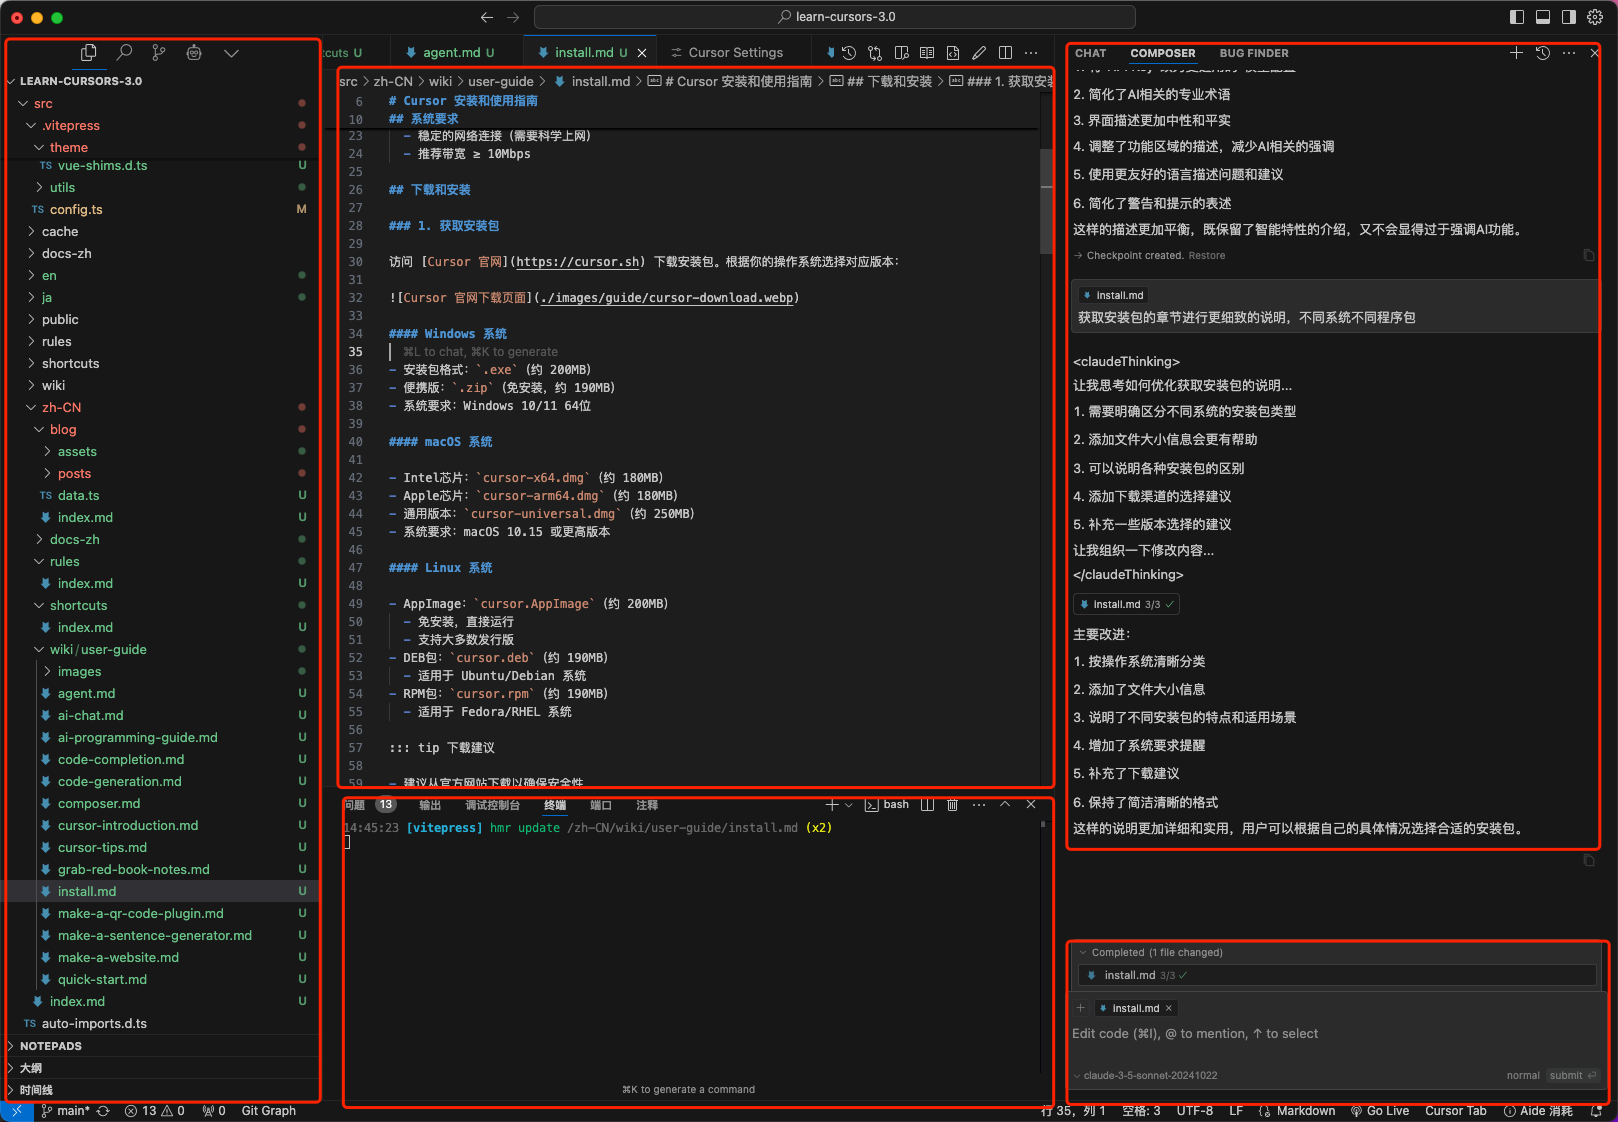 learn-cursors-3.0
LEARN-CURSORS-3.0
src
.vitepress
theme
TS vue-shims.d.ts U
utils
TS config.ts M
cache
docs-zh
en
ja
public
rules
shortcuts
wiki
zh-CN
blog
assets
posts
TS data.ts U
index.md U
docs-zh
rules
index.md U
shortcuts
index.md U
wiki/user-guide
images
agent.md U
ai-chat.md U
ai-programming-guide.md U
code-completion.md U
code-generation.md U
composer.md U
cursor-introduction.md U
cursor-tips.md U
grab-red-book-notes.md U
install.md U
make-a-qr-code-plugin.md U
make-a-sentence-generator.md U
make-a-website.md U
quick-start.md U
index.md U
TS auto-imports.d.ts
NOTEPADS
大纲
时间线
cuts U agent.md U install.md U Cursor Settings
src > zh-CN > wiki > user-guide > install.md > # Cursor 安装和使用指南 > ## 下载和安装 > ### 1. 获取安装
6 # Cursor 安装和使用指南
10 ## 系统要求
23 - 稳定的网络连接 (需要科学上网)
24 - 推荐带宽 ≥ 10Mbps
25
26 ## 下载和安装
27
28 ### 1. 获取安装包
29
30 访问 [Cursor 官网](https://cursor.sh) 下载安装包。根据你的操作系统选择对应版本：
31
32 ![Cursor 官网下载页面](./images/guide/cursor-download.webp)
33
34 #### Windows 系统
35 ⌘L to chat, ⌘K to generate
36 - 安装包格式：`.exe` (约 200MB)
37 - 便携版：`.zip` (免安装，约 190MB)
38 - 系统要求：Windows 10/11 64位
39
40 #### macOS 系统
41
42 - Intel芯片：`cursor-x64.dmg` (约 180MB)
43 - Apple芯片：`cursor-arm64.dmg` (约 180MB)
44 - 通用版本：`cursor-universal.dmg` (约 250MB)
45 - 系统要求：macOS 10.15 或更高版本
46
47 #### Linux 系统
48
49 - AppImage：`cursor.AppImage` (约 200MB)
50 - 免安装，直接运行
51 - 支持大多数发行版
52 - DEB包：`cursor.deb` (约 190MB)
53 - 适用于 Ubuntu/Debian 系统
54 - RPM包：`cursor.rpm` (约 190MB)
55 - 适用于 Fedora/RHEL 系统
56
57 ::: tip 下载建议
58
59 - 建议从官方网站下载以确保安全性
问题 13 输出 调试控制台 终端 端口 注释 bash
14:45:23 [vitepress] hmr update /zh-CN/wiki/user-guide/install.md (x2)
⌘K to generate a command
CHAT COMPOSER BUG FINDER
2. 简化了AI相关的专业术语
3. 界面描述更加中性和平实
4. 调整了功能区域的描述，减少AI相关的强调
5. 使用更友好的语言描述问题和建议
6. 简化了警告和提示的表述
这样的描述更加平衡，既保留了智能特性的介绍，又不会显得过于强调AI功能。
Checkpoint created. Restore
install.md
获取安装包的章节进行更细致的说明，不同系统不同程序包
<claudeThinking>
让我思考如何优化获取安装包的说明...
1. 需要明确区分不同系统的安装包类型
2. 添加文件大小信息会更有帮助
3. 可以说明各种安装包的区别
4. 添加下载渠道的选择建议
5. 补充一些版本选择的建议
让我组织一下修改内容...
</claudeThinking>
install.md 3/3
主要改进：
1. 按操作系统清晰分类
2. 添加了文件大小信息
3. 说明了不同安装包的特点和适用场景
4. 增加了系统要求提醒
5. 补充了下载建议
6. 保持了简洁清晰的格式
这样的说明更加详细和实用，用户可以根据自己的具体情况选择合适的安装包。
Completed (1 file changed)
install.md 3/3
install.md
Edit code (⌘I), @ to mention, ↑ to select
claude-3-5-sonnet-20241022 normal submit
main* 13 0 0 Git Graph 行 35，列 1 空格: 3 UTF-8 LF Markdown Go Live Cursor Tab Aide 消耗